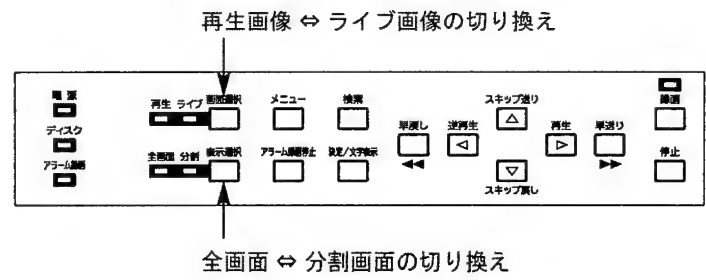 再生画像 ⇔ ライブ画像の切り換え
電源
再生 ライブ 画面選択
メニュー
検索
スキップ送り
録画
ディスク
早戻し
逆再生
再生
早送り
アラーム録画
全画面 分割 表示選択
アラーム録画停止
決定/文字表示
停止
スキップ戻し
全画面 ⇔ 分割画面の切り換え